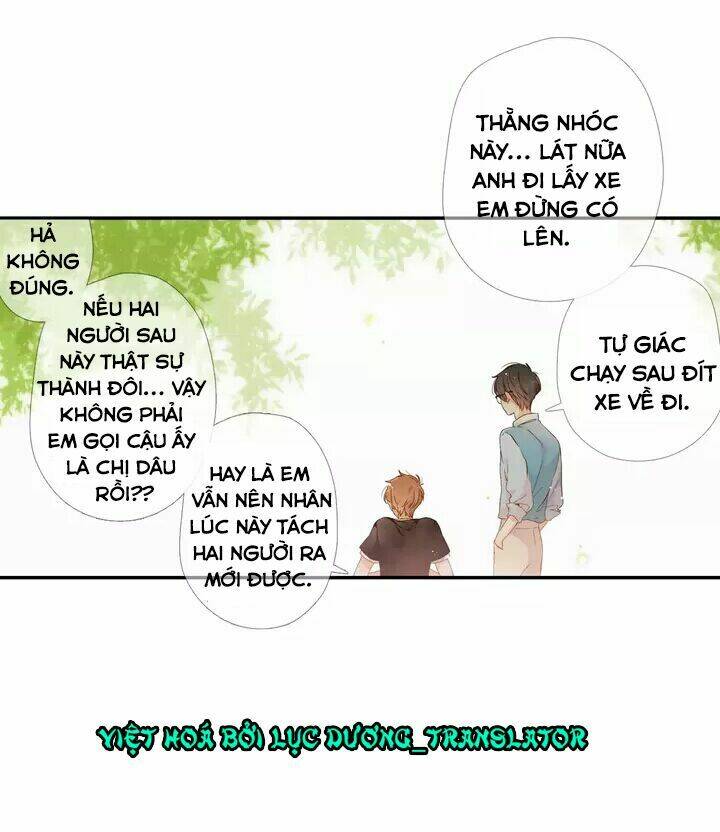 HẢ
KHÔNG
ĐÚNG.
NẾU HAI
NGƯỜI SAU
NÀY THẬT SỰ
THÀNH ĐÔI... VẬY
KHÔNG PHẢI
EM GỌI CẬU ẤY
LÀ CHỊ DÂU
RỒI??
HAY LÀ EM
VẪN NÊN NHÂN
LÚC NÀY TÁCH
HAI NGƯỜI RA
MỚI ĐƯỢC.
THẰNG NHÓC
NÀY... LÁT NỮA
ANH ĐI LẤY XE
EM ĐỪNG CÓ
LÊN.
TỰ GIÁC
CHẠY SAU ĐÍT
XE VỀ ĐI.
VIỆT HOÁ BỞI LỤC DƯƠNG_TRANSLATOR